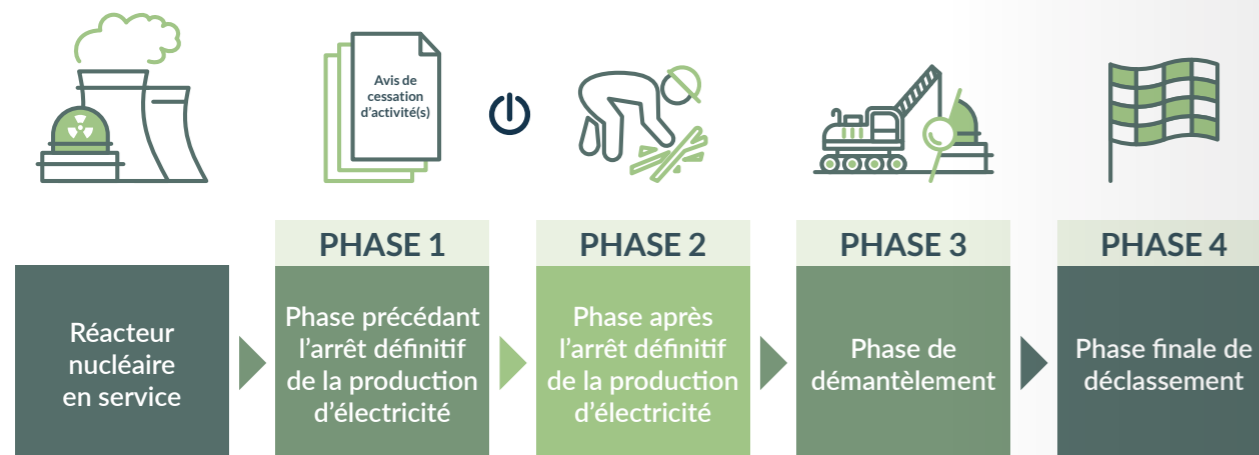 Avis de
cessation
d'activité(s)
Réacteur
nucléaire
en service
PHASE 1
Phase précédant
l'arrêt définitif
de la production
d'électricité
PHASE 2
Phase après
l'arrêt définitif
de la production
d'électricité
PHASE 3
Phase de
démantèlement
PHASE 4
Phase finale de
déclassement